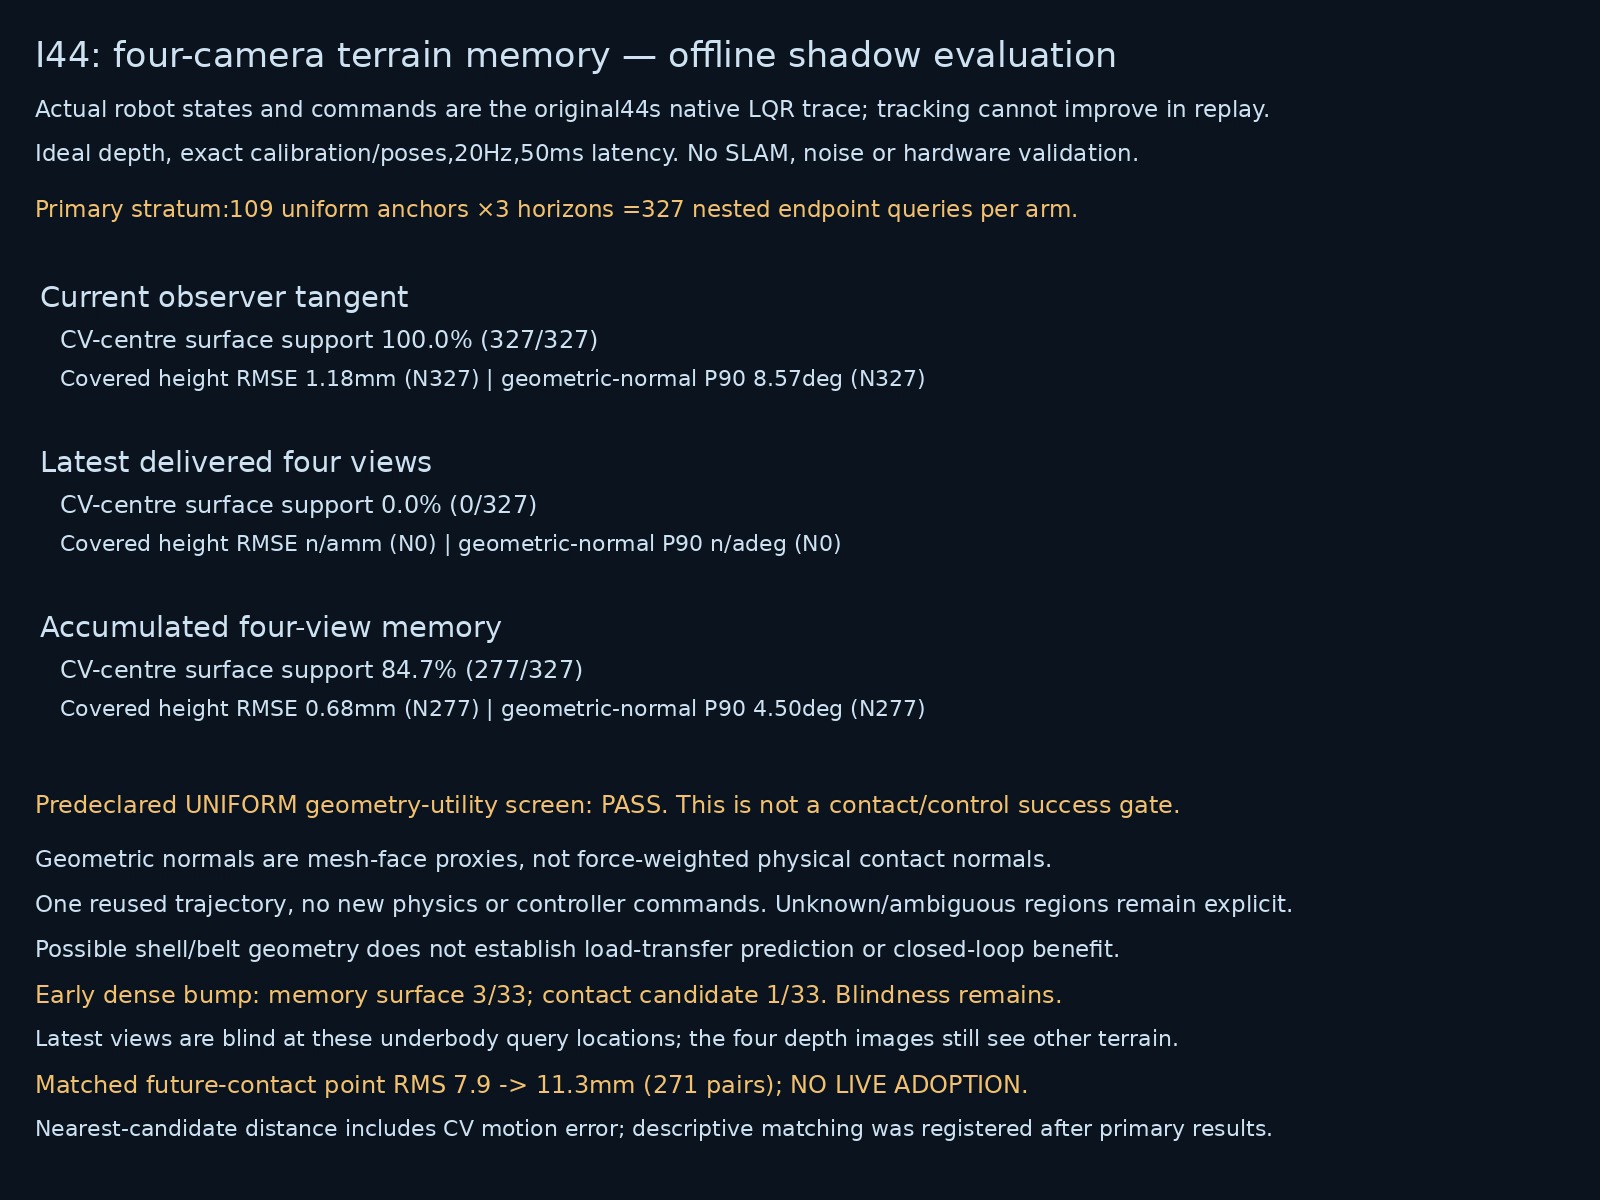 I44: four-camera terrain memory — offline shadow evaluation
Actual robot states and commands are the original44s native LQR trace; tracking cannot improve in replay.
Ideal depth, exact calibration/poses,20Hz,50ms latency. No SLAM, noise or hardware validation.
Primary stratum:109 uniform anchors ×3 horizons =327 nested endpoint queries per arm.
Current observer tangent
CV-centre surface support 100.0% (327/327)
Covered height RMSE 1.18mm (N327) | geometric-normal P90 8.57deg (N327)
Latest delivered four views
CV-centre surface support 0.0% (0/327)
Covered height RMSE n/amm (N0) | geometric-normal P90 n/adeg (N0)
Accumulated four-view memory
CV-centre surface support 84.7% (277/327)
Covered height RMSE 0.68mm (N277) | geometric-normal P90 4.50deg (N277)
Predeclared UNIFORM geometry-utility screen: PASS. This is not a contact/control success gate.
Geometric normals are mesh-face proxies, not force-weighted physical contact normals.
One reused trajectory, no new physics or controller commands. Unknown/ambiguous regions remain explicit.
Possible shell/belt geometry does not establish load-transfer prediction or closed-loop benefit.
Early dense bump: memory surface 3/33; contact candidate 1/33. Blindness remains.
Latest views are blind at these underbody query locations; the four depth images still see other terrain.
Matched future-contact point RMS 7.9 -> 11.3mm (271 pairs); NO LIVE ADOPTION.
Nearest-candidate distance includes CV motion error; descriptive matching was registered after primary results.